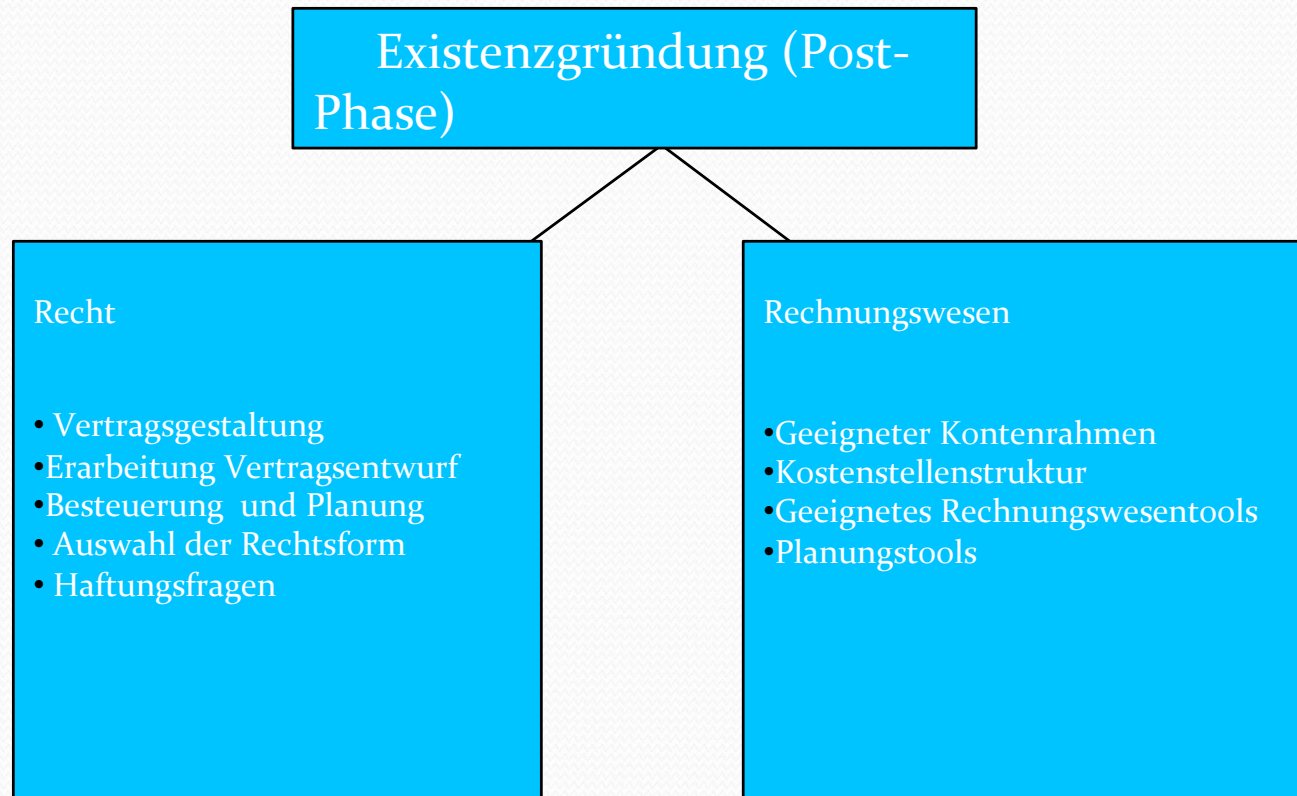 Existenzgründung (Post-
Phase)
Recht
• Vertragsgestaltung
•Erarbeitung Vertragsentwurf
•Besteuerung und Planung
• Auswahl der Rechtsform
• Haftungsfragen
Rechnungswesen
•Geeigneter Kontenrahmen
•Kostenstellenstruktur
•Geeignetes Rechnungswesentools
•Planungstools